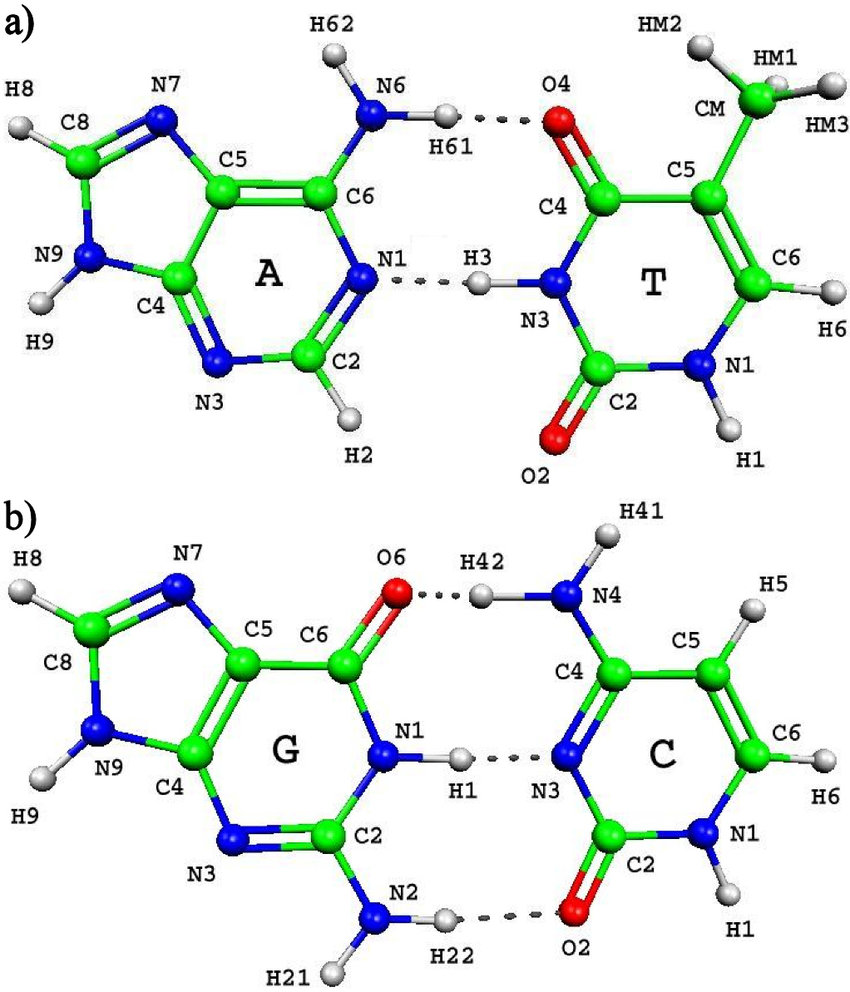 a)
H62
HM2
HM1
N7
N6
O4
H8
C8
CM
HM3
H61
C5
C6
C4
C5
N9
A
N1
H3
T
C6
C4
N3
H6
H9
C2
N1
N3
C2
H2
O2
H1
b)
H41
H8
N7
O6
H42
N4
H5
C5
C6
C5
C8
C4
N1
C6
G
C
N9
C4
H1
N3
H6
H9
C2
N1
N3
C2
N2
H1
O2
H21
H22